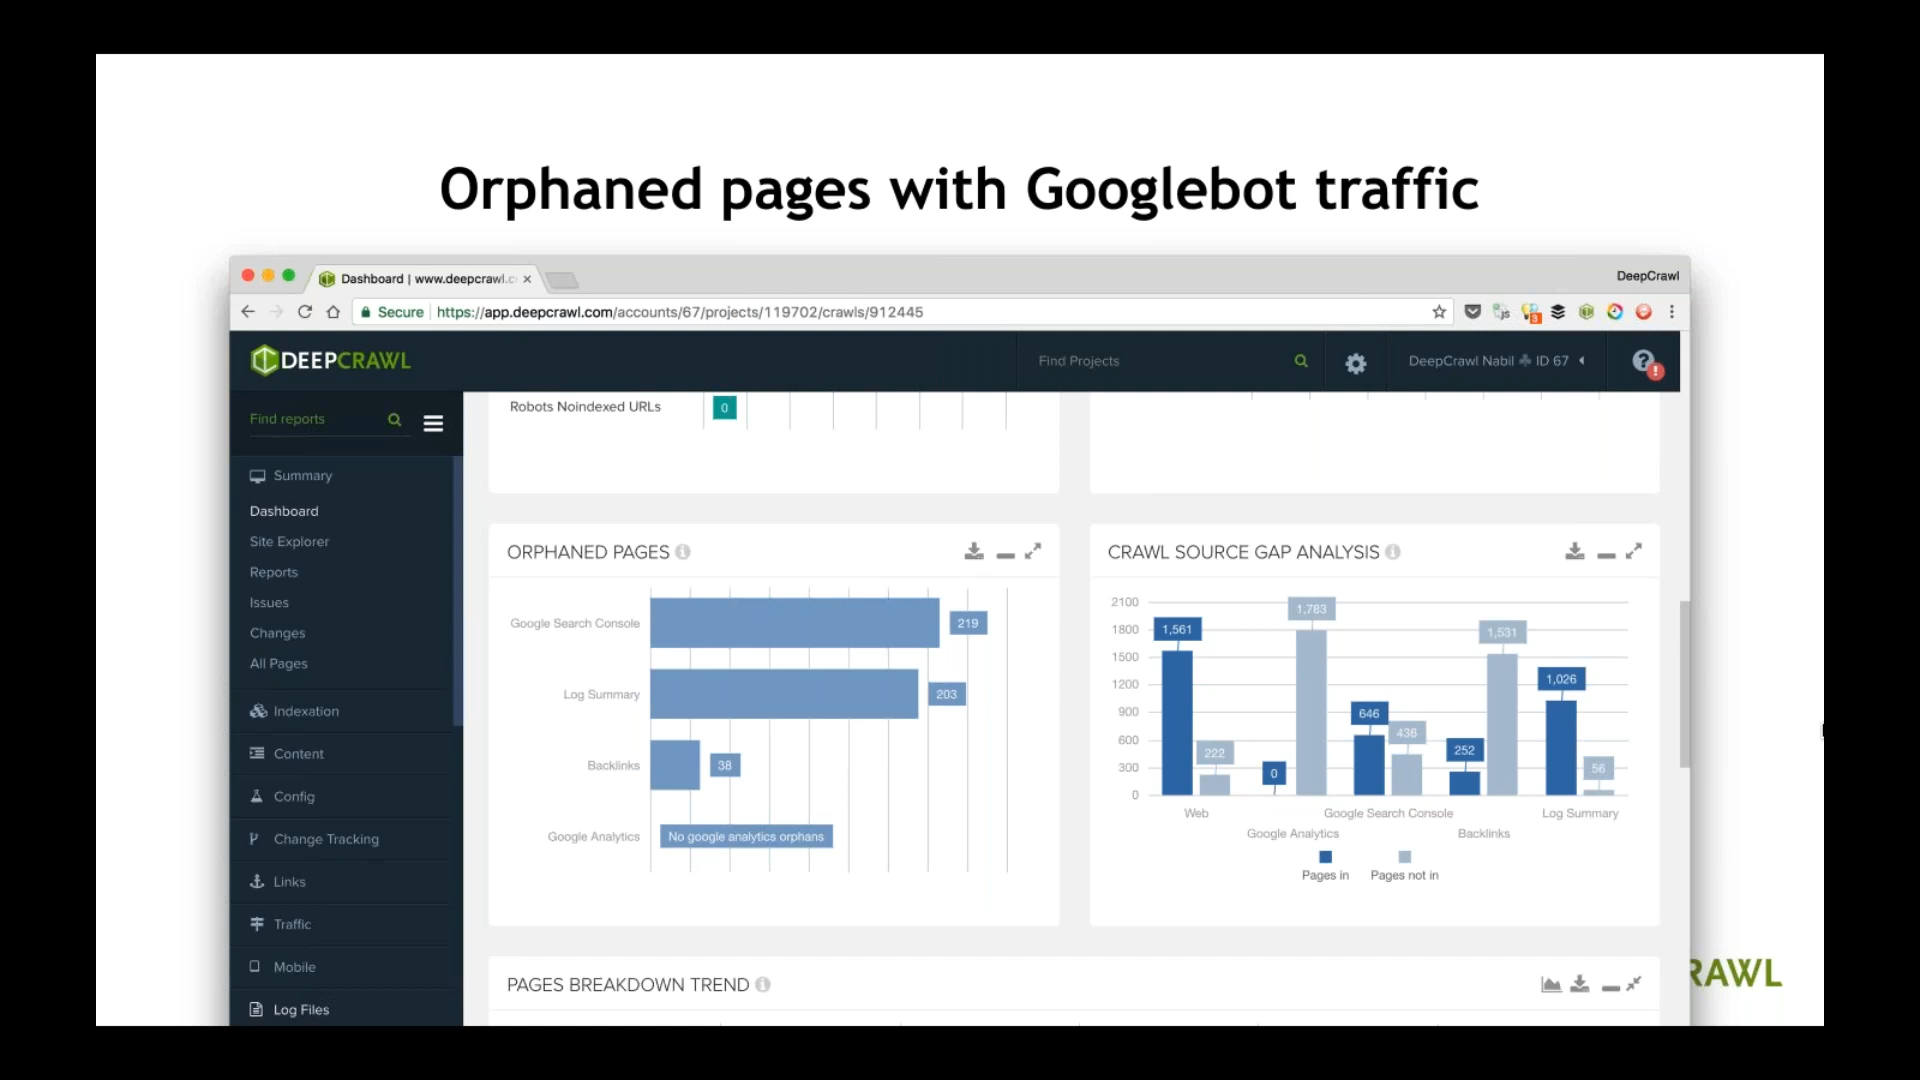 Orphaned pages with Googlebot traffic
Dashboard | www.deepcrawl.c
DeepCrawl
Secure https://app.deepcrawl.com/accounts/67/projects/119702/crawls/912445
js
3
DEEPCRAWL
Find Projects
DeepCrawl Nabil ID 67
?
!
Find reports
Summary
Dashboard
Site Explorer
Reports
Issues
Changes
All Pages
Indexation
Content
Config
Change Tracking
Links
Traffic
Mobile
Log Files
Robots Noindexed URLs
0
ORPHANED PAGES
Google Search Console
219
Log Summary
203
Backlinks
38
Google Analytics
No google analytics orphans
CRAWL SOURCE GAP ANALYSIS
2100
1800
1500
1200
900
600
300
0
1,561
222
0
1,783
646
436
252
1,531
1,026
56
Web
Google Analytics
Google Search Console
Backlinks
Log Summary
Pages in
Pages not in
PAGES BREAKDOWN TREND
RAWL